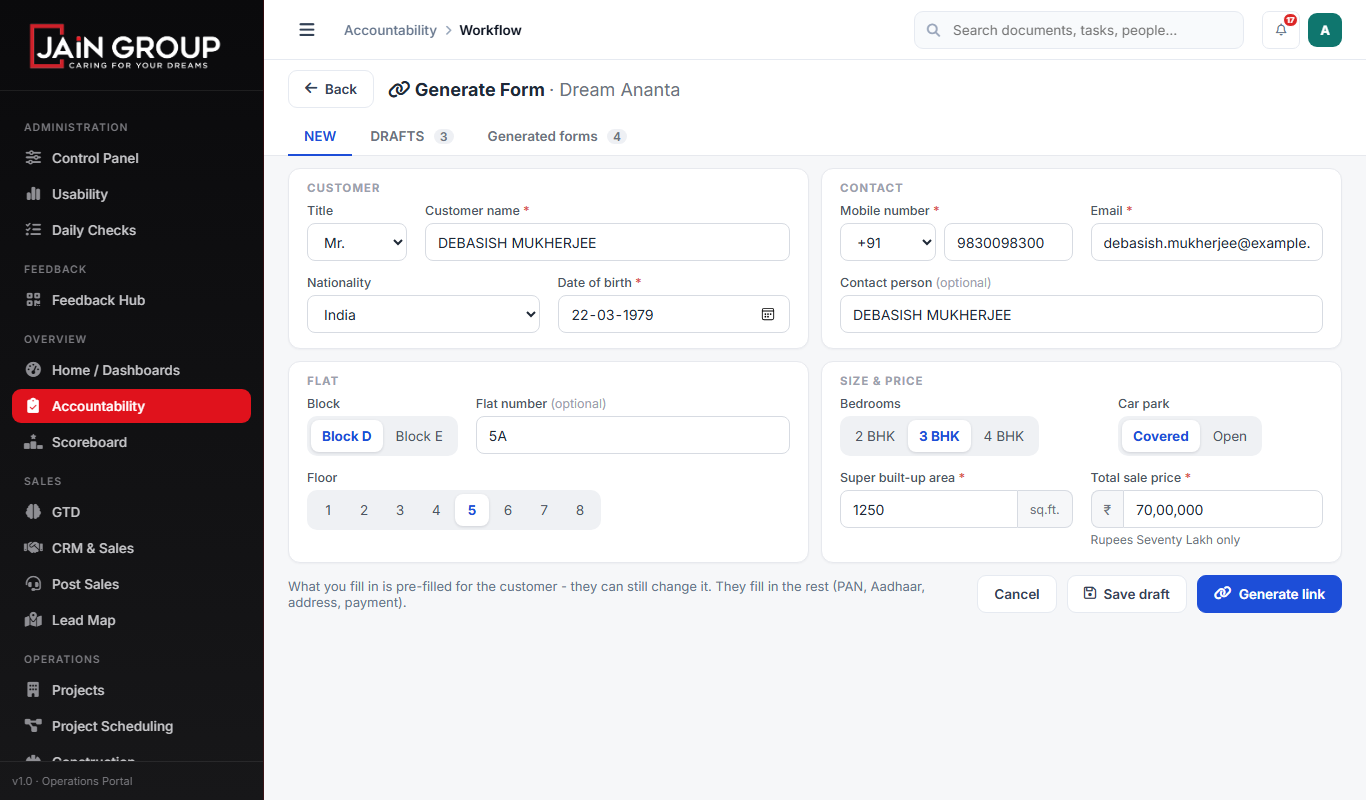 JAiN GROUP
CARING FOR YOUR DREAMS
ADMINISTRATION
Control Panel
Usability
Daily Checks
FEEDBACK
Feedback Hub
OVERVIEW
Home / Dashboards
Accountability
Scoreboard
SALES
GTD
CRM & Sales
Post Sales
Lead Map
OPERATIONS
Projects
Project Scheduling
Construction
v1.0 · Operations Portal
Accountability > Workflow
Search documents, tasks, people...
17
A
Back
Generate Form · Dream Ananta
NEW DRAFTS 3 Generated forms 4
CUSTOMER
Title Customer name *
Mr. DEBASISH MUKHERJEE
Nationality Date of birth *
India 22-03-1979
CONTACT
Mobile number * Email *
+91 9830098300 debasish.mukherjee@example.
Contact person (optional)
DEBASISH MUKHERJEE
FLAT
Block Flat number (optional)
Block D Block E 5A
Floor
1 2 3 4 5 6 7 8
SIZE & PRICE
Bedrooms Car park
2 BHK 3 BHK 4 BHK Covered Open
Super built-up area * Total sale price *
1250 sq.ft. ₹ 70,00,000
Rupees Seventy Lakh only
What you fill in is pre-filled for the customer - they can still change it. They fill in the rest (PAN, Aadhaar,
address, payment).
Cancel Save draft Generate link